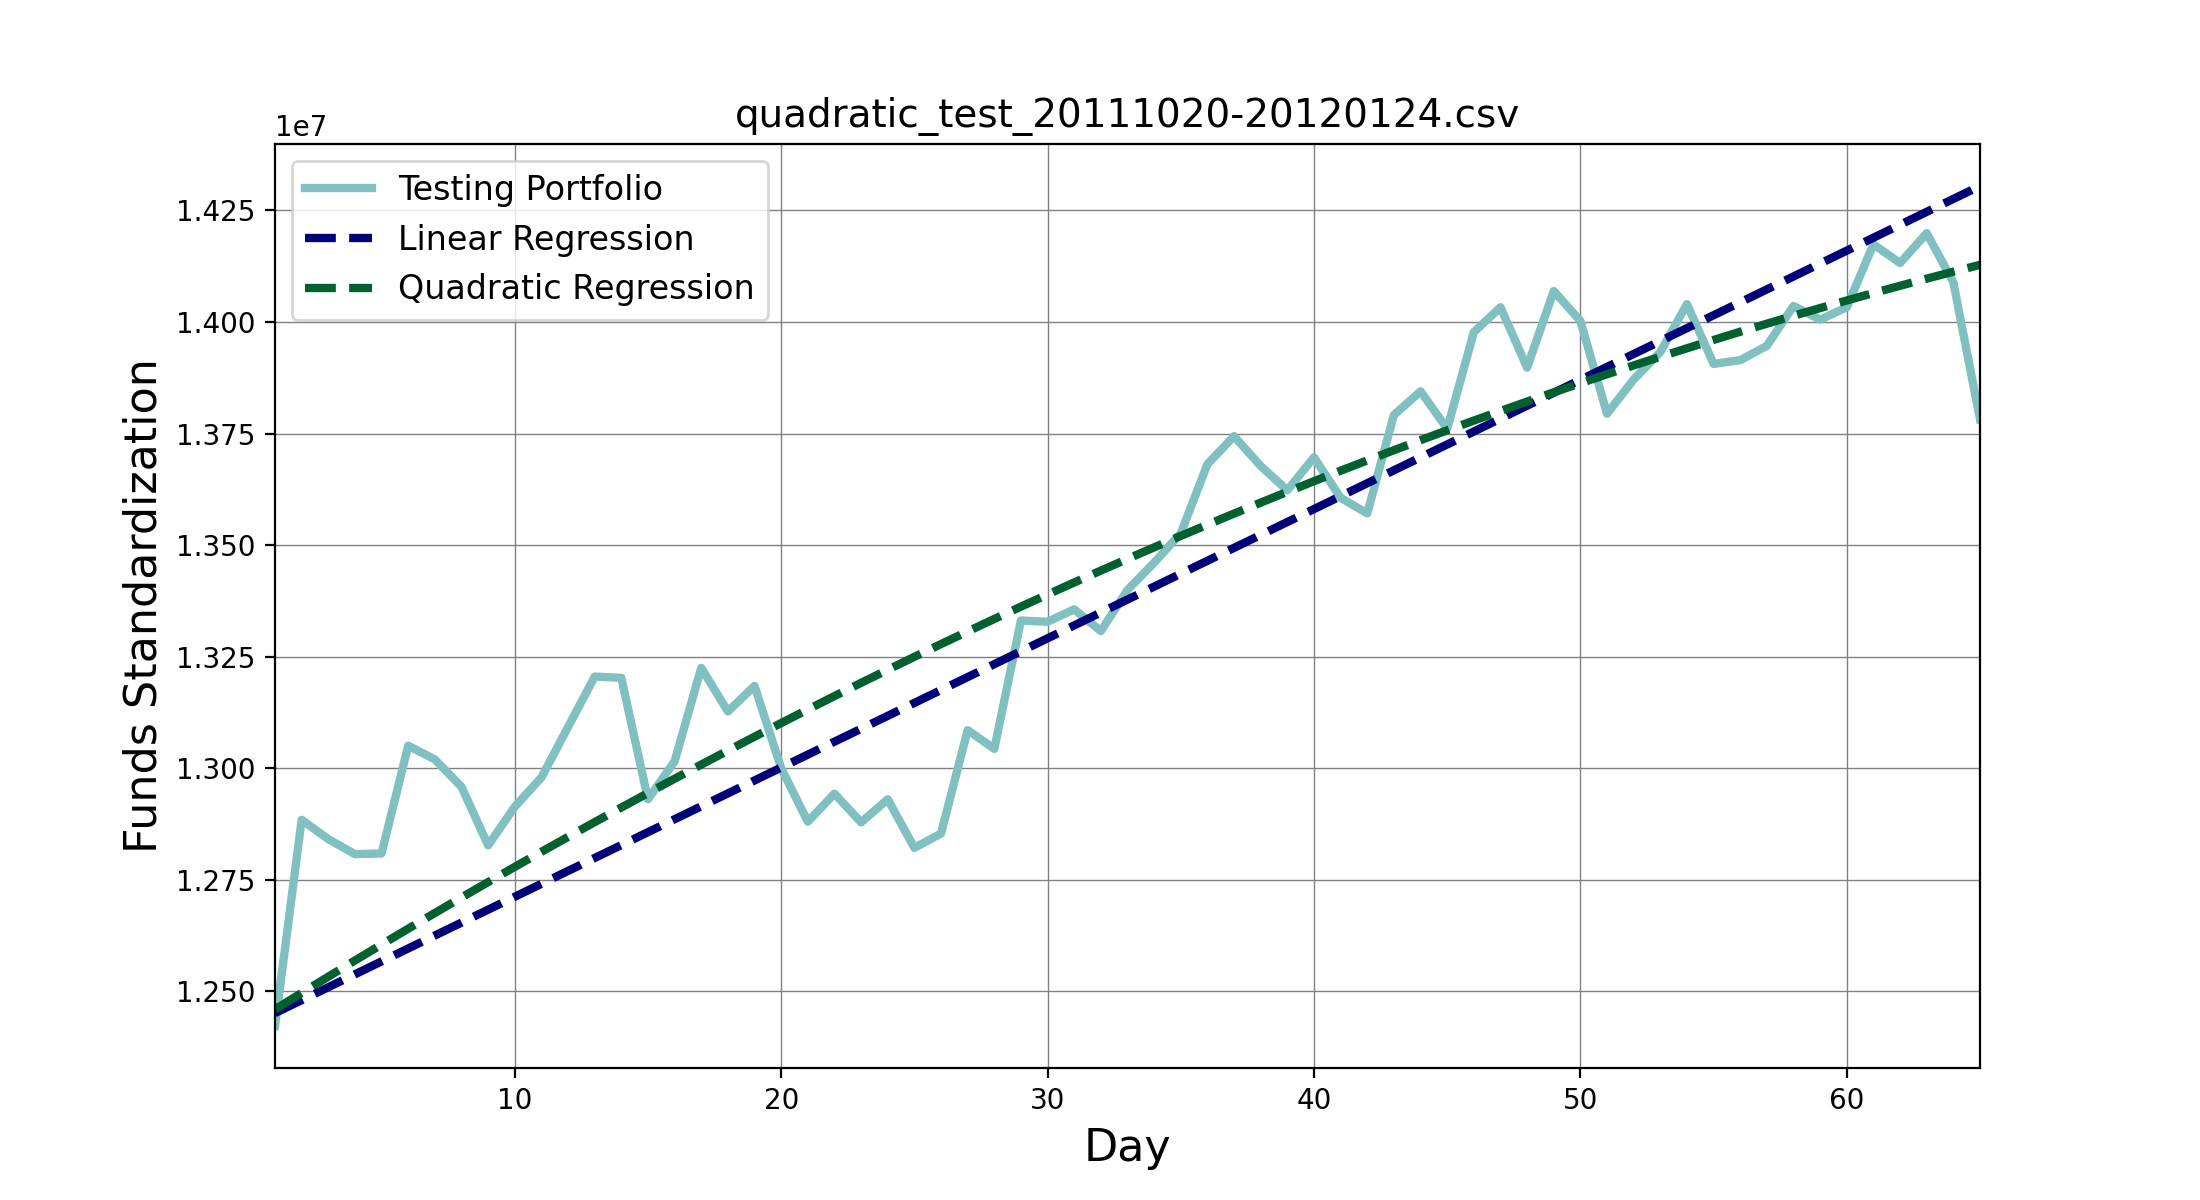 quadratic_test_20111020-20120124.csv
1e7
Testing Portfolio
Linear Regression
Quadratic Regression
1.425
1.400
1.375
1.350
1.325
1.300
1.275
1.250
Funds Standardization
10 20 30 40 50 60
Day